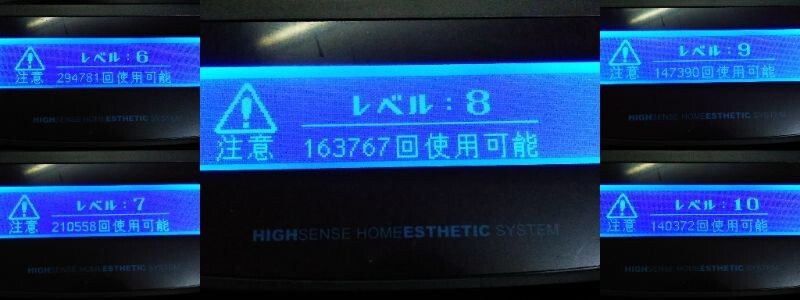 レベル：6
注意 294781回使用可能
HIGHSENSE HOMEESTHETIC SYSTEM
レベル：7
注意 210558回使用可能
HIGHSENSE HOMEESTHETIC SYSTEM
レベル：8
注意 163767回使用可能
HIGHSENSE HOMEESTHETIC SYSTEM
レベル：9
注意 147390回使用可能
HIGHSENSE HOMEESTHETIC SYSTEM
レベル：10
注意 140372回使用可能
HIGHSENSE HOMEESTHETIC SYSTEM